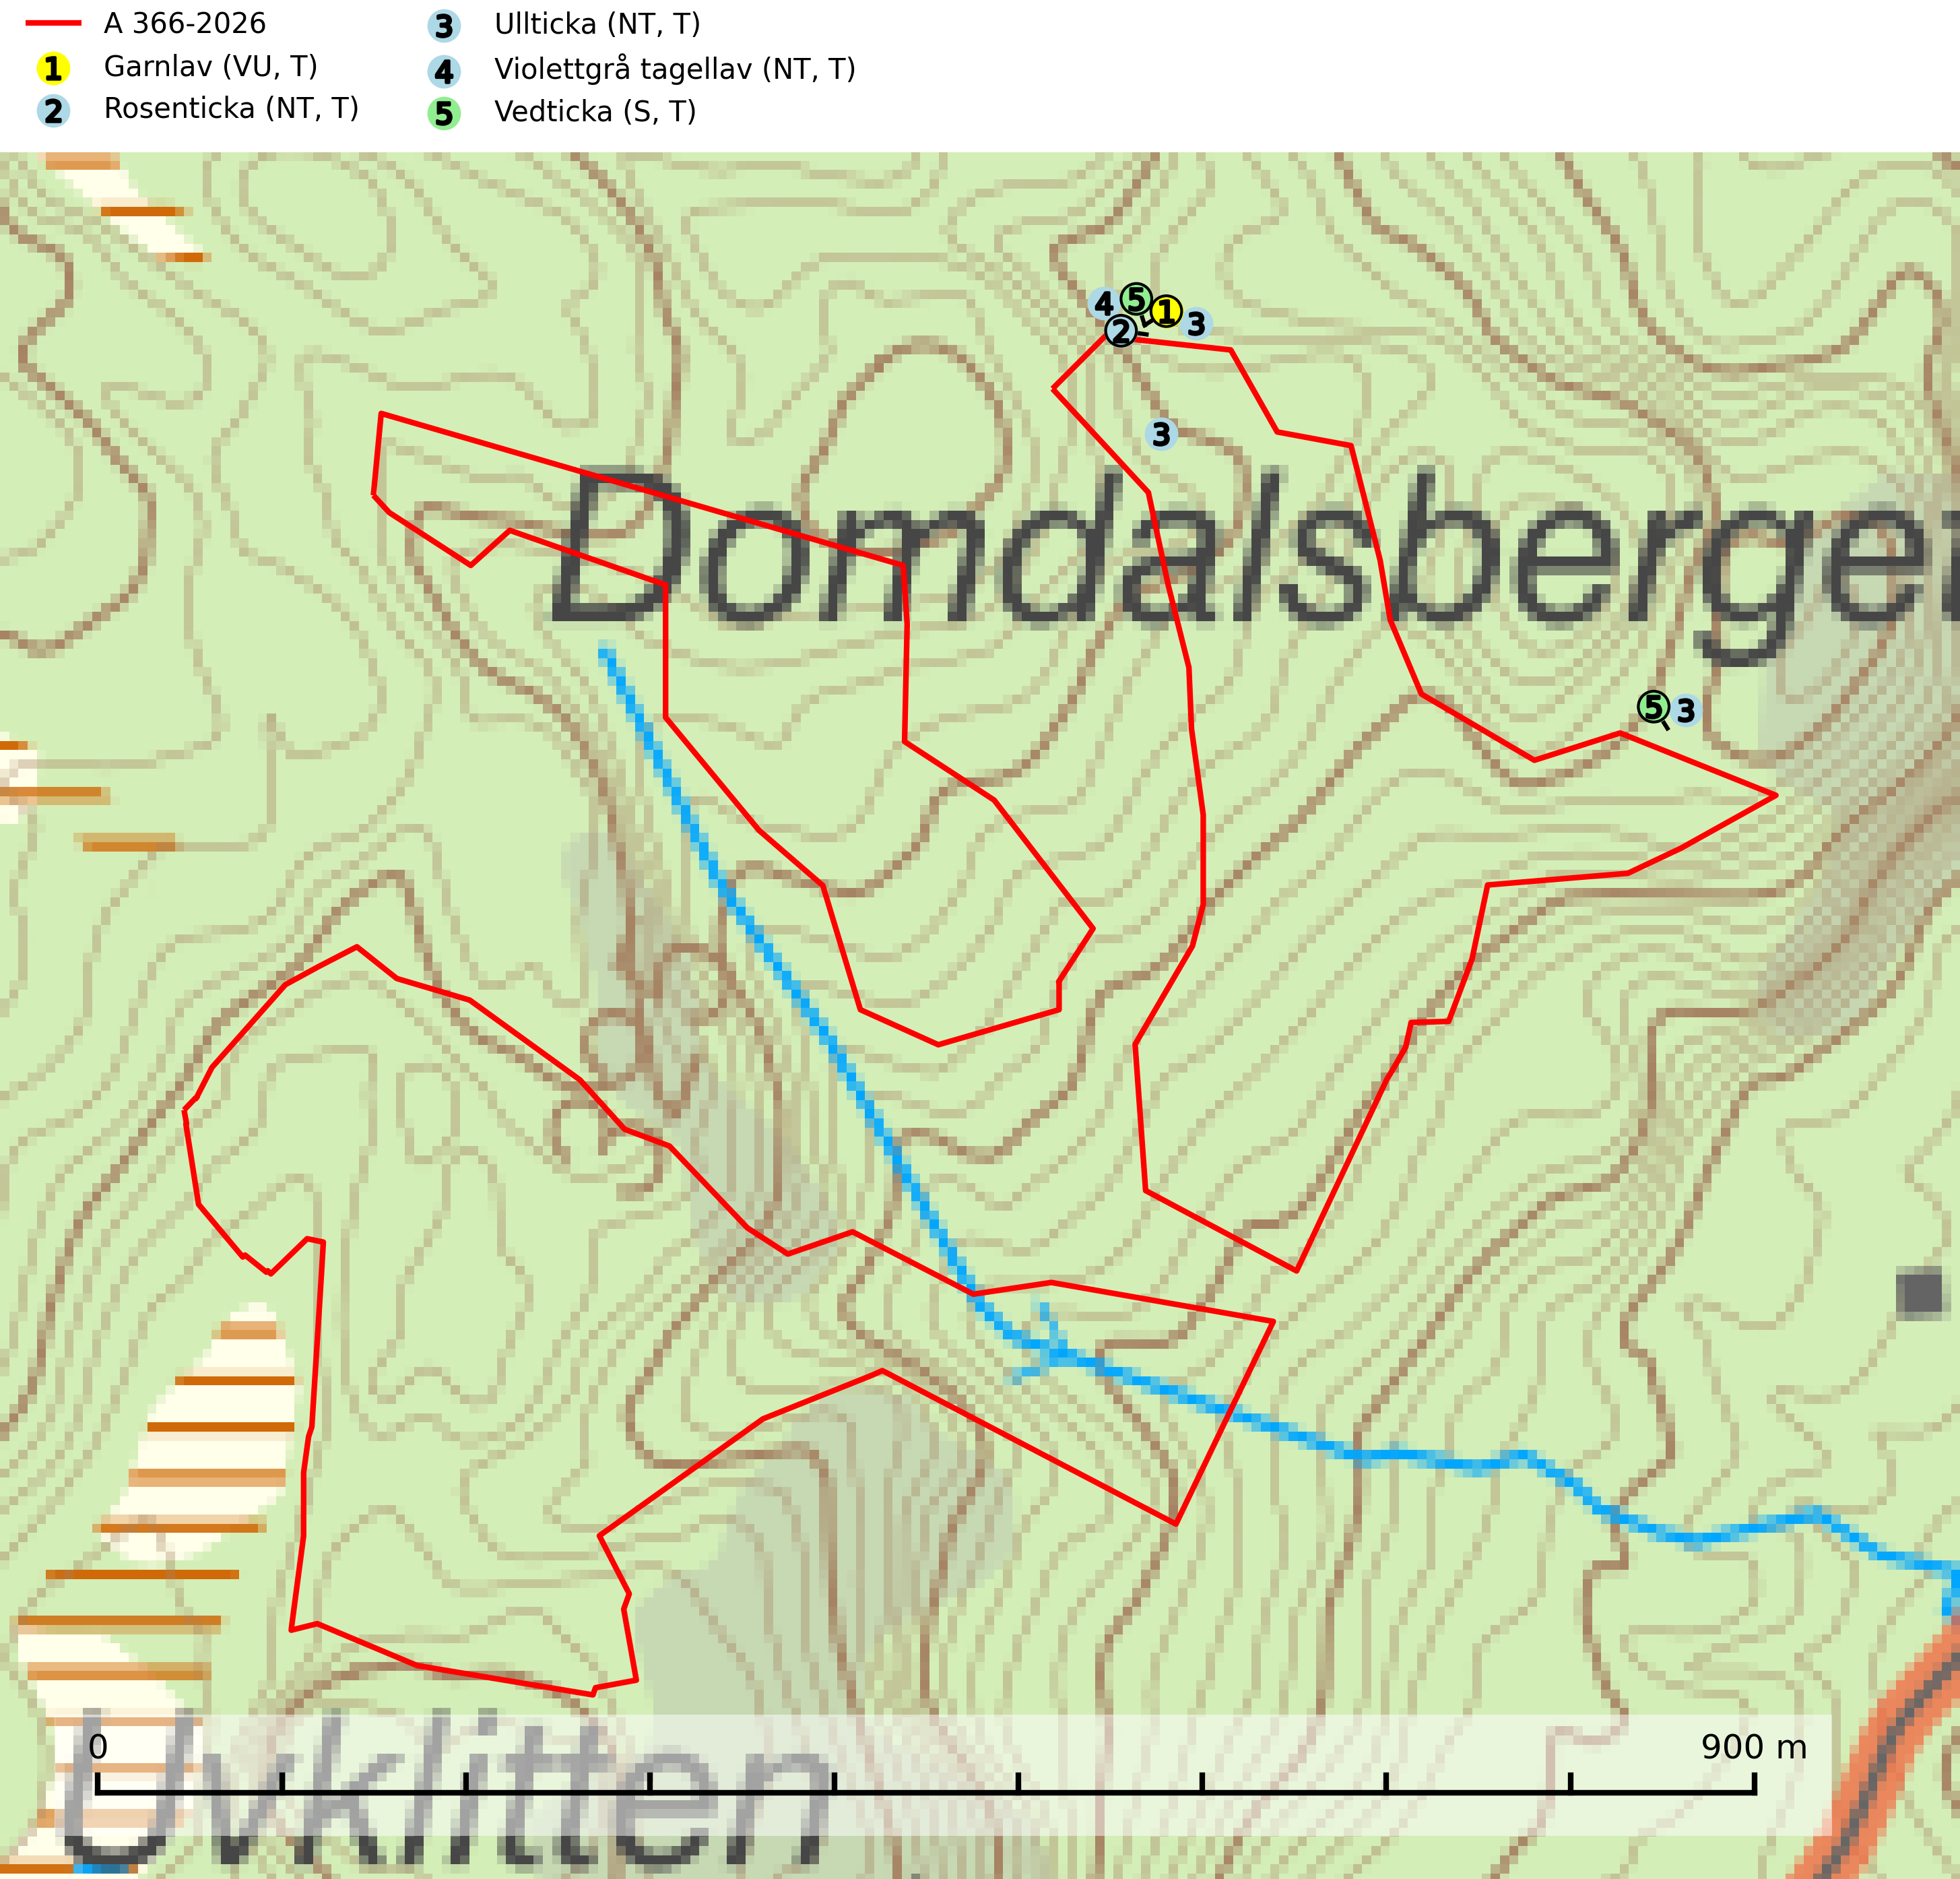 A 366-2026
1 Garnlav (VU, T)
2 Rosenticka (NT, T)
3 Ullticka (NT, T)
4 Violettgrå tagellav (NT, T)
5 Vedticka (S, T)
4 5 1 3
2
3
Domdalsberge
5 3
0 900 m
Uvklitten